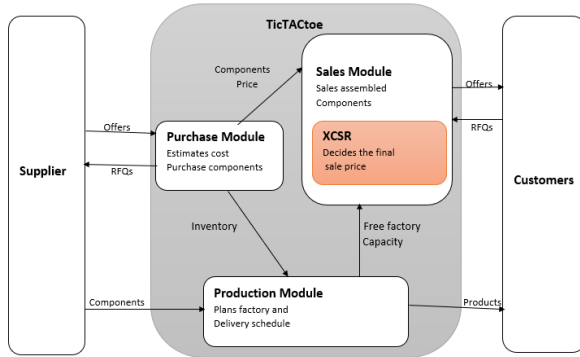 TicTACtoe
Components
Price
Sales Module
Sales assembled
Components
Offers
RFQs
XCSR
Decides the final
sale price
Offers
RFQs
Purchase Module
Estimates cost
Purchase components
Supplier
Customers
Inventory
Free factory
Capacity
Components
Production Module
Plans factory and
Delivery schedule
Products